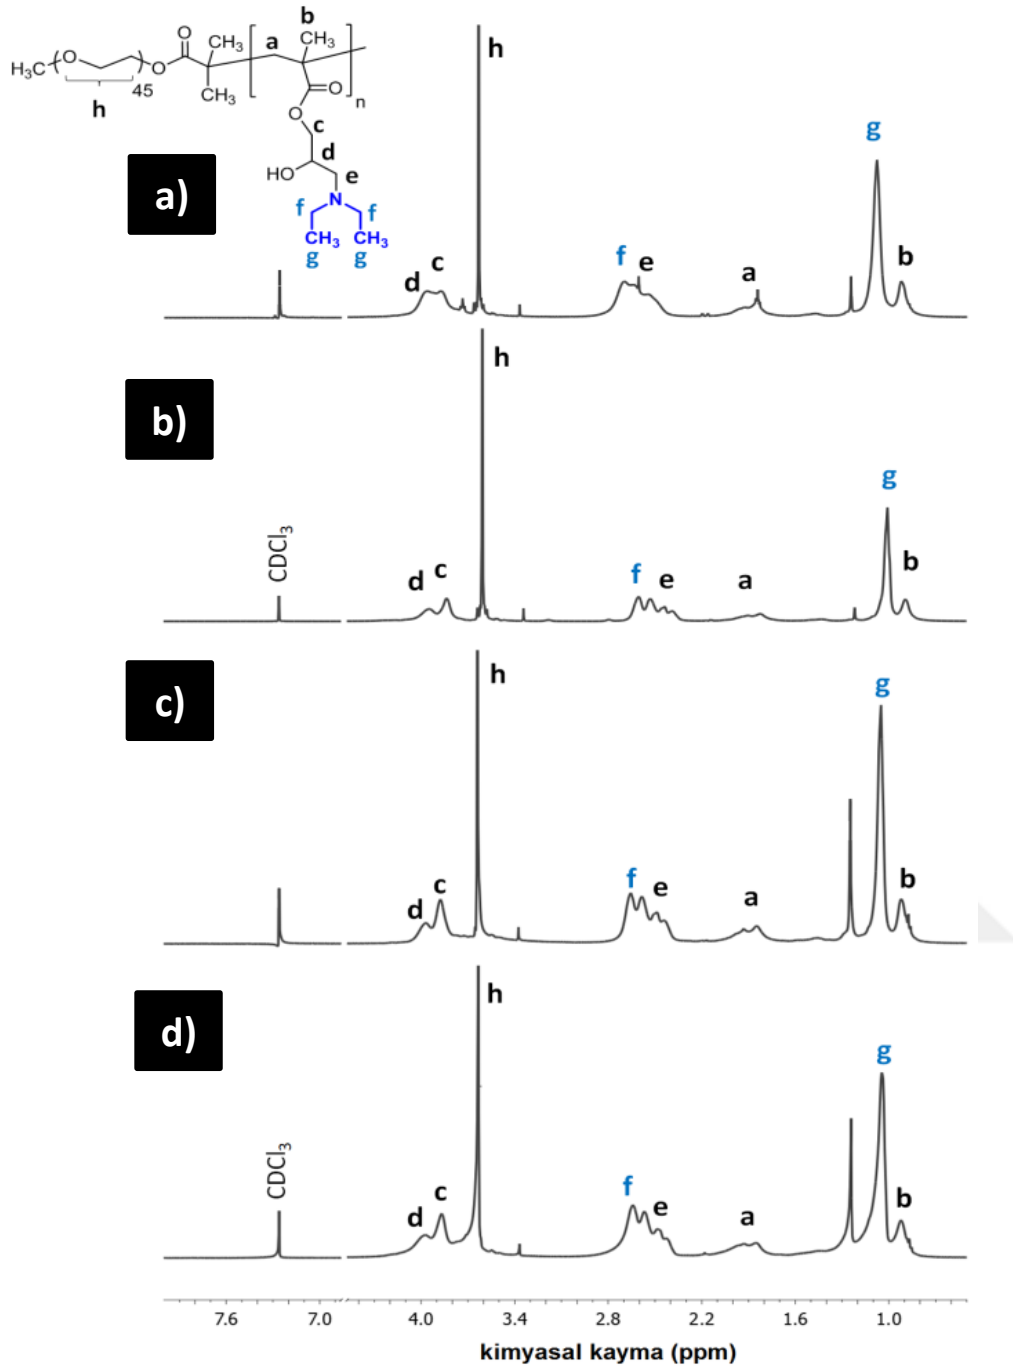 b
O
CH₃
a
CH₃
H₃C
O
O
CH₃
O
n
45
h
O
c
d
HO
e
N
f
f
CH₃
CH₃
g
g
a)
d
c
h
f
e
a
g
b
b)
CDCl₃
d
c
h
f
e
a
g
b
c)
d
c
h
f
e
a
g
b
d)
CDCl₃
d
c
h
f
e
a
g
b
7.6 7.0 4.0 3.4 2.8 2.2 1.6 1.0
kimyasal kayma (ppm)